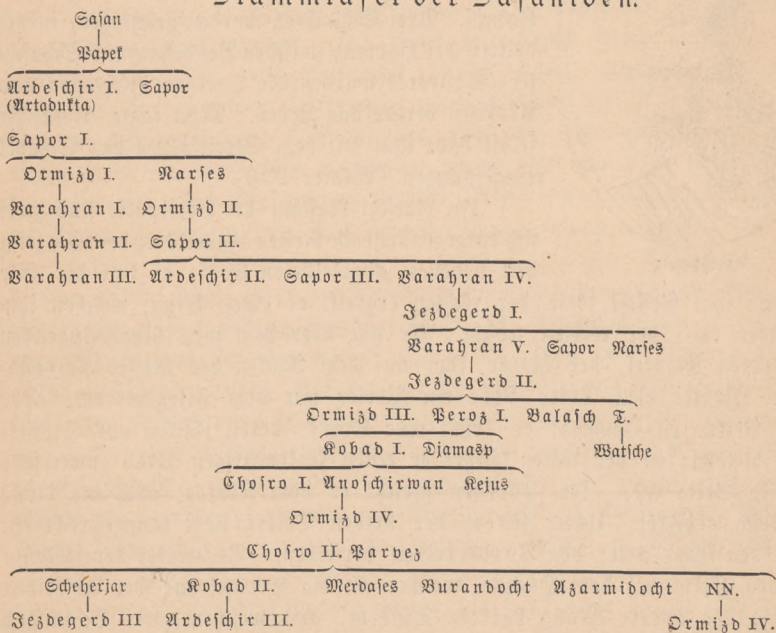 Stammtafel der Sasaniden.
Sasan
Papek
Ardeschir I. Sapor
(Artadukta)
Sapor I.
Ormizd I. Narses
Varahran I. Ormizd II.
Varahran II. Sapor II.
Varahran III. Ardeschir II. Sapor III. Varahran IV.
Jezdegerd I.
Varahran V. Sapor Narses
Jezdegerd II.
Ormizd III. Peroz I. Balasch T.
Kobad I. Djamasp Watsche
Chosro I. Anoschirwan Kejus
Ormizd IV.
Chosro II. Parvez
Scheherjar Kobad II. Merdases Burandocht Azarmidocht NN.
Jezdegerd III Ardeschir III. Ormizd IV.